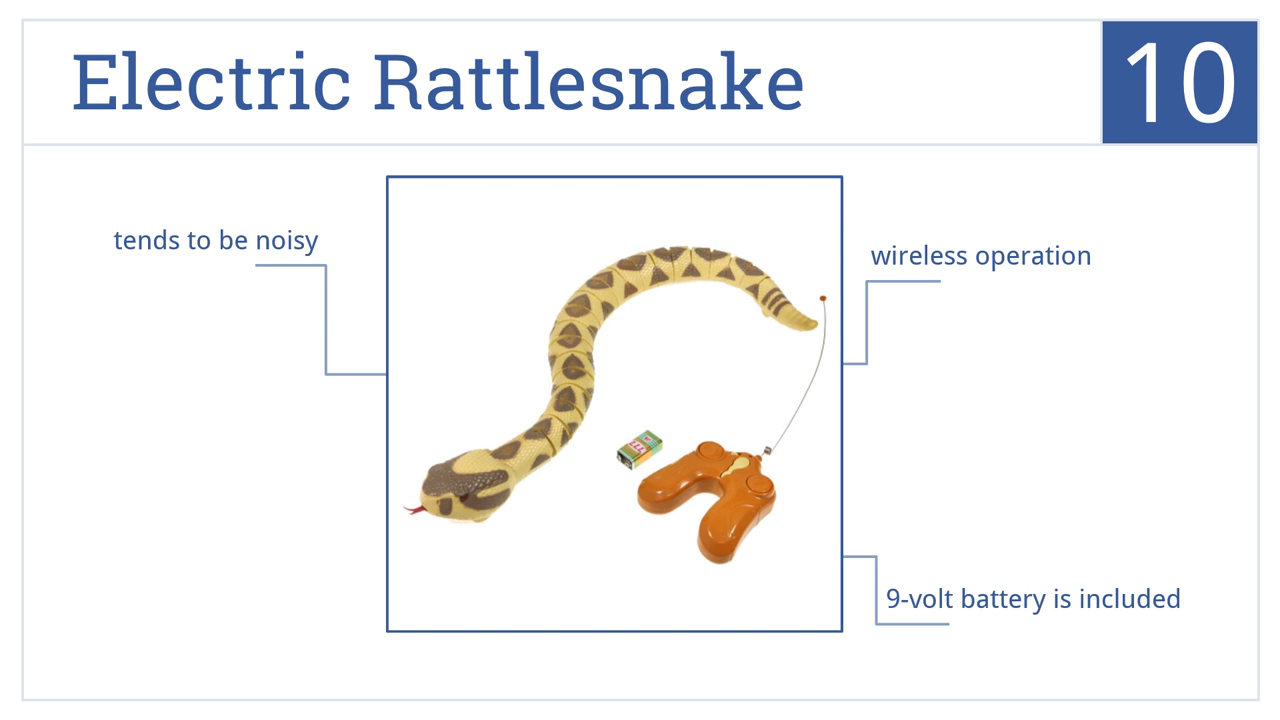 Electric Rattlesnake
10
tends to be noisy
wireless operation
9-volt battery is included